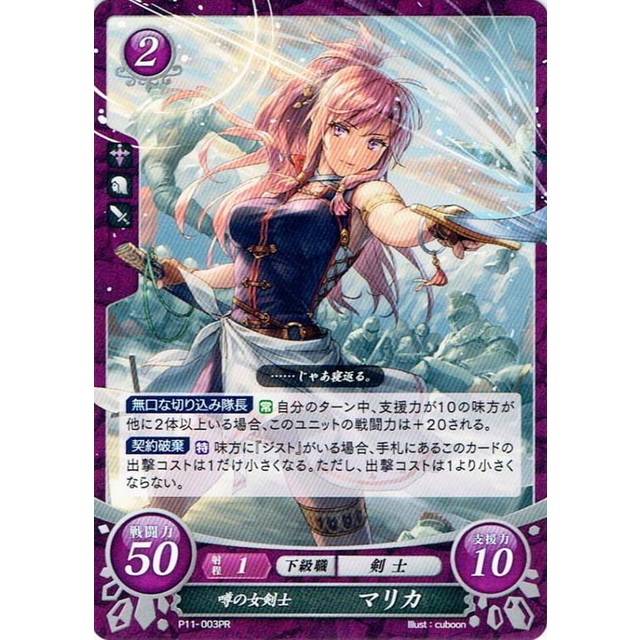 2
……じゃあ寝返る。
無口な切り込み隊長 常 自分のターン中、支援力が10の味方が
他に2体以上いる場合、このユニットの戦闘力は+20される。
契約破棄 特 味方に『ジスト』がいる場合、手札にあるこのカードの
出撃コストは1だけ小さくなる。ただし、出撃コストは1より小さく
ならない。
戦闘力 50
射程 1 下級職 剣士
支援力 10
噂の女剣士 マリカ
P11-003PR
Illust : cuboon